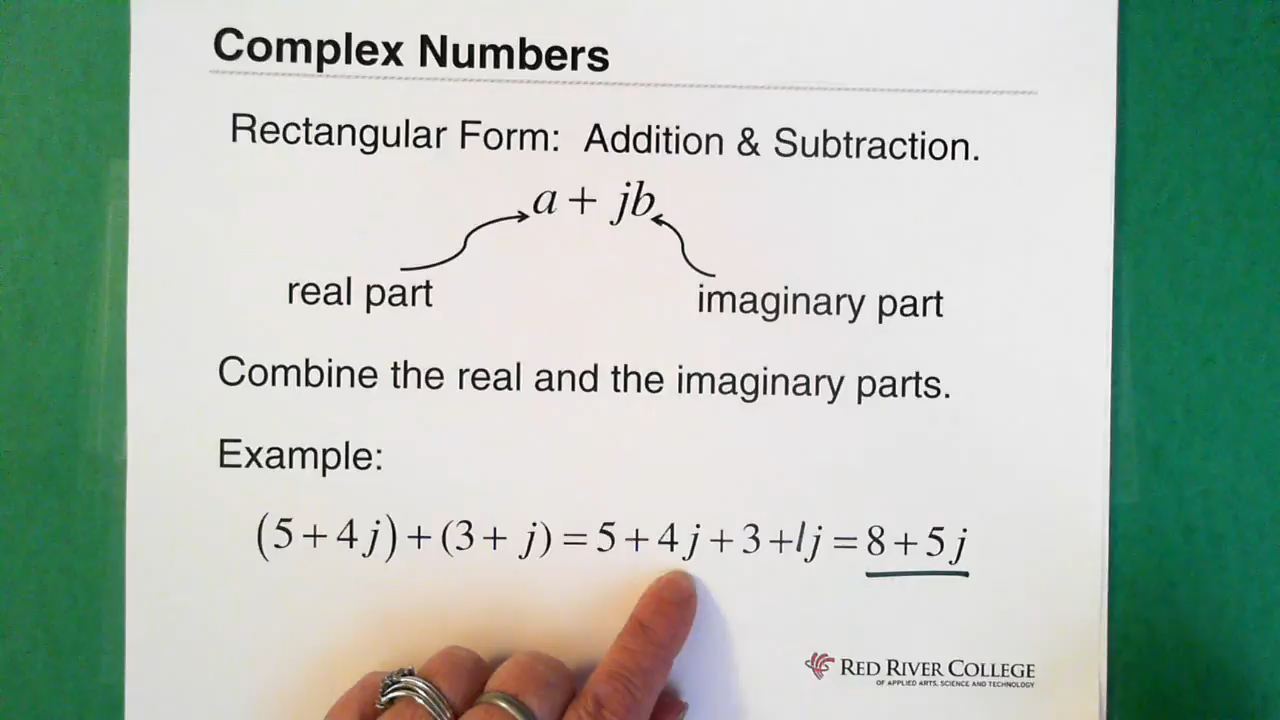 Complex Numbers
Rectangular Form: Addition & Subtraction.
a + jb
real part
imaginary part
Combine the real and the imaginary parts.
Example:
(5+4j)+(3+ j)=5+4j+3+1j=8+5j
RED RIVER COLLEGE
OF APPLIED ARTS, SCIENCE AND TECHNOLOGY